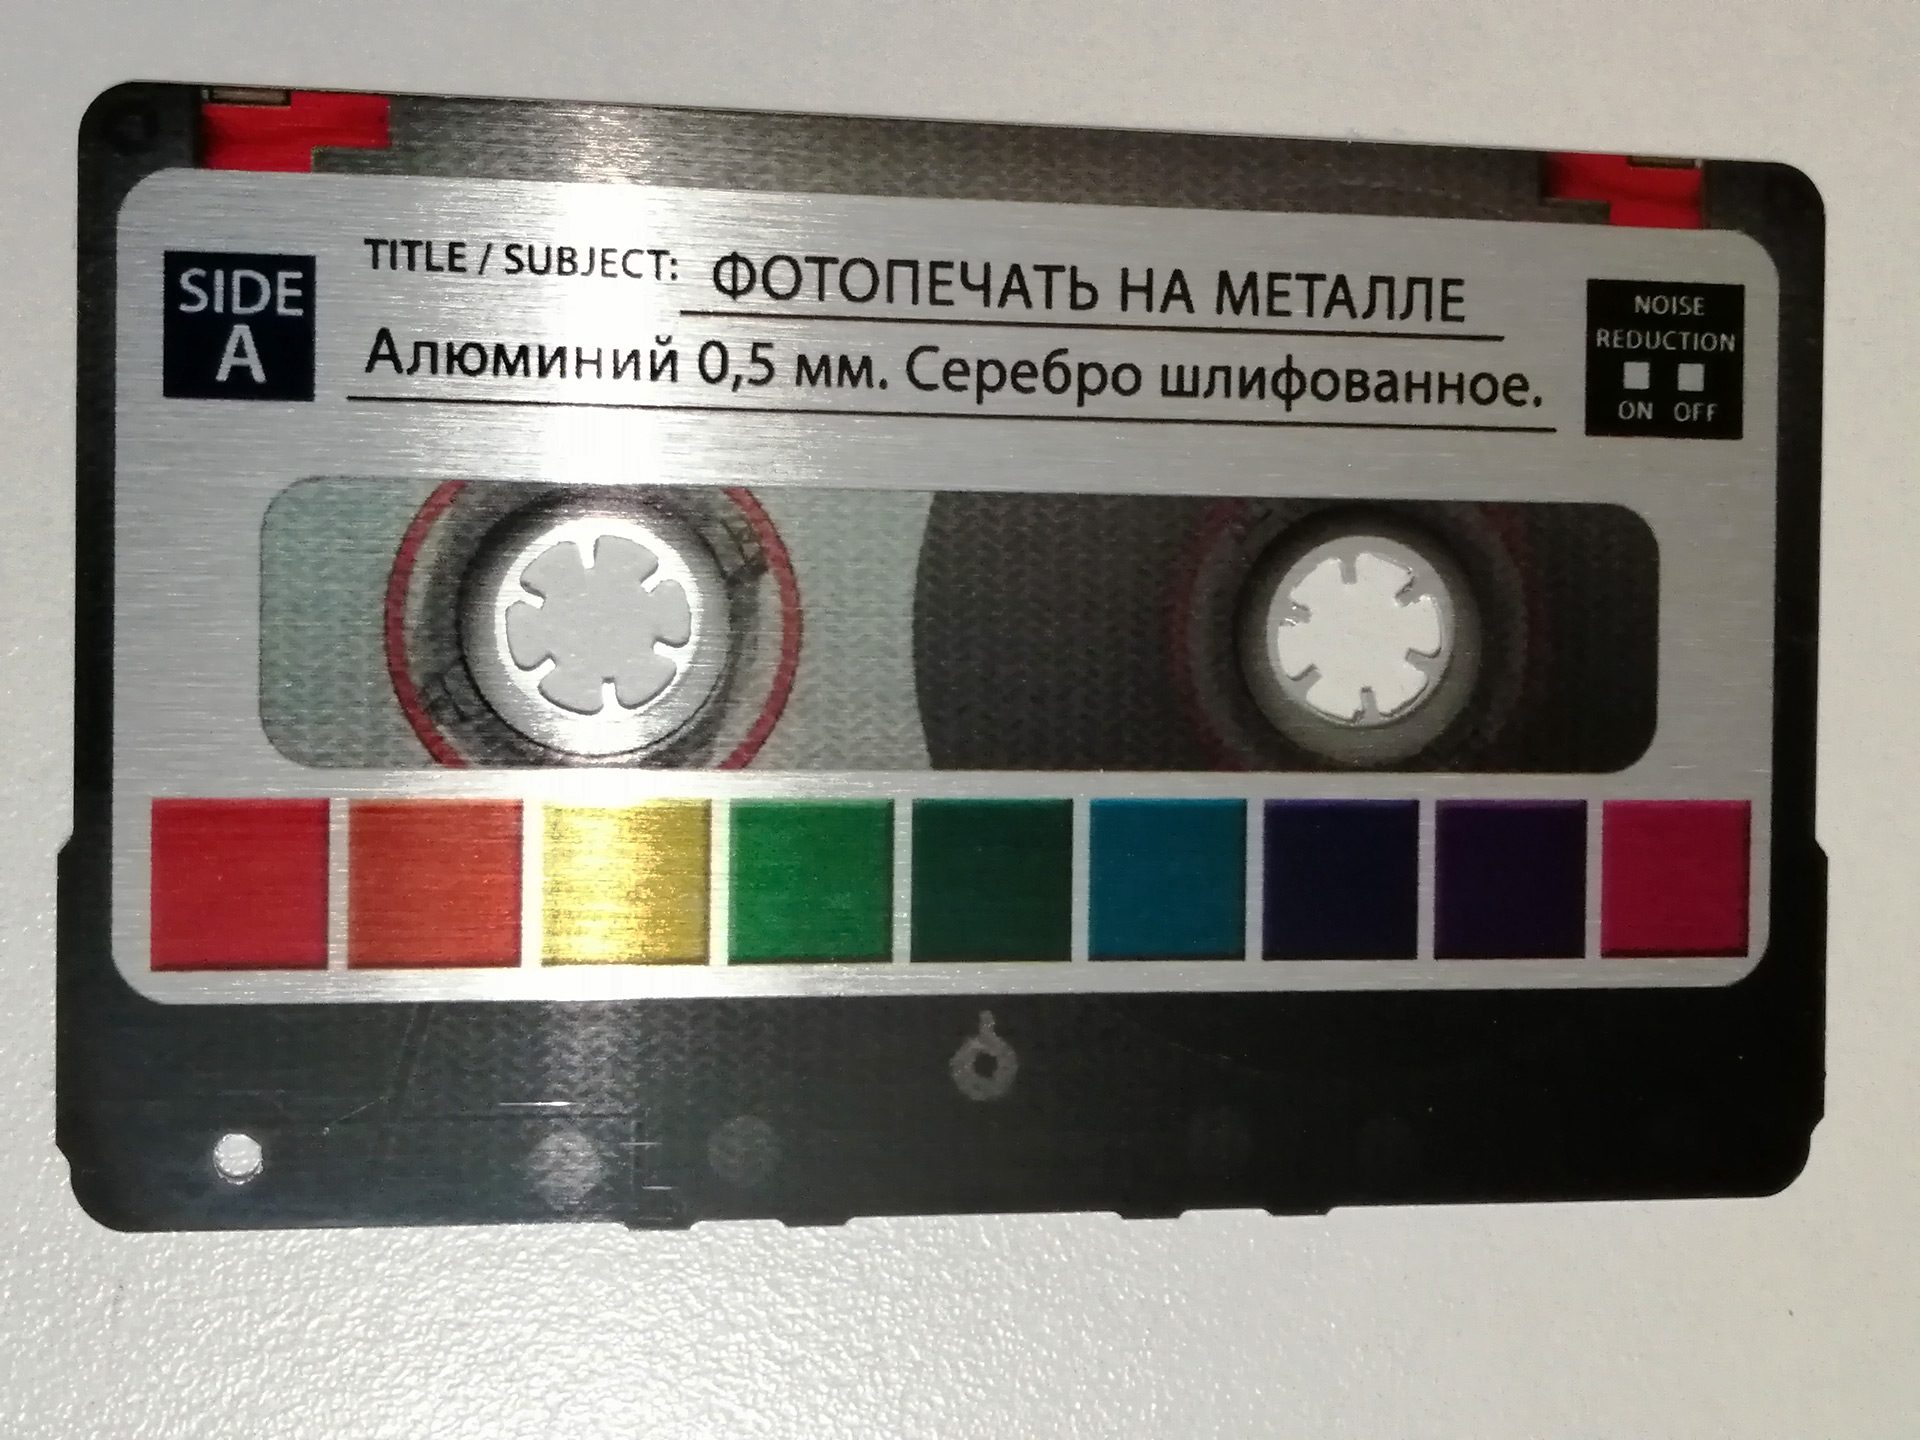 SIDE
A
TITLE / SUBJECT: ФОТОПЕЧАТЬ НА МЕТАЛЛЕ
Алюминий 0,5 мм. Серебро шлифованное.
NOISE
REDUCTION
ON OFF